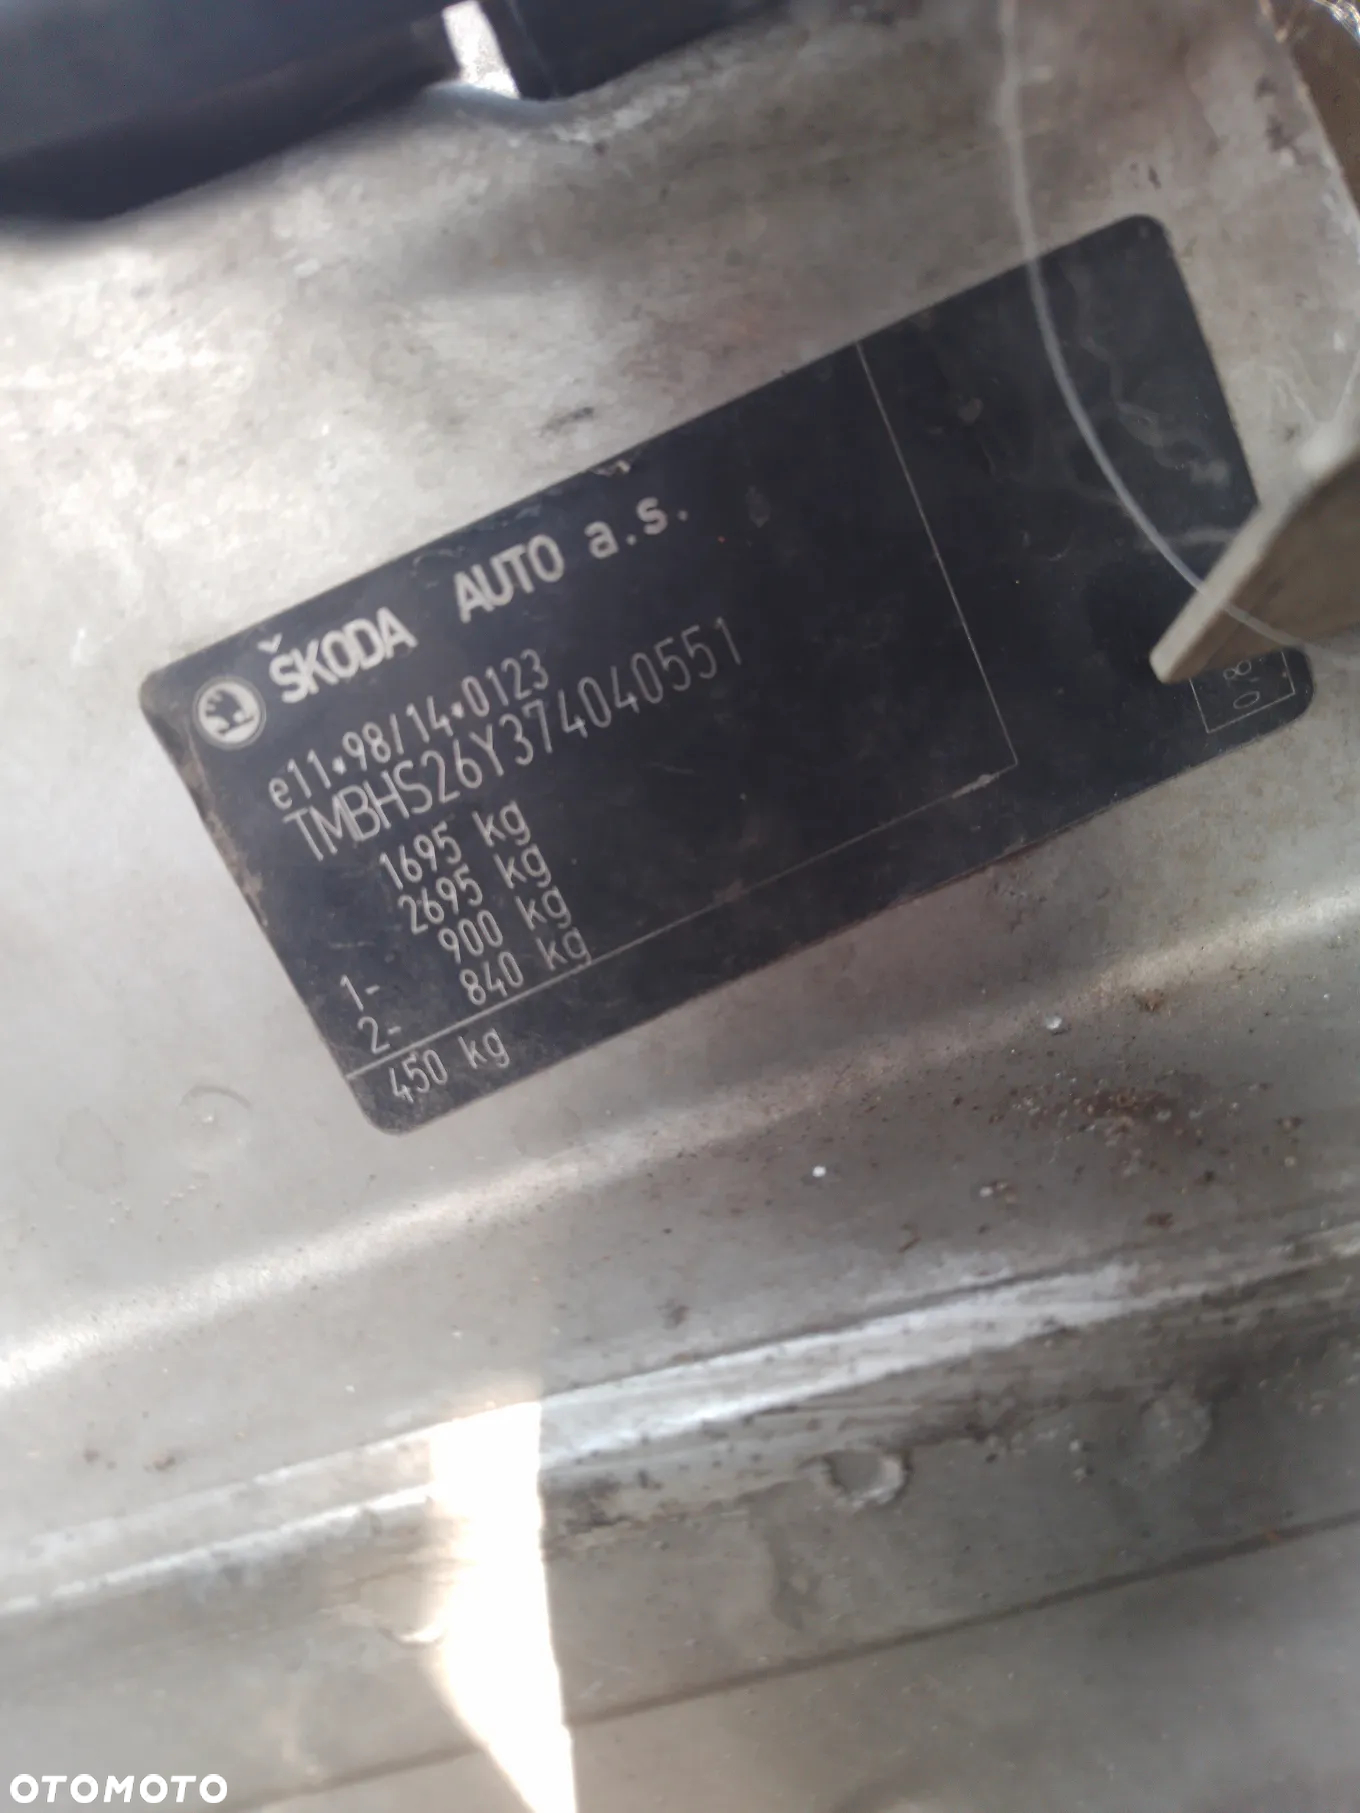 ŠKODA AUTO a.s.
e11*98/14*0123
TMBHS26Y374040551
1695 kg
2695 kg
1- 900 kg
2- 840 kg
450 kg
OTOMOTO